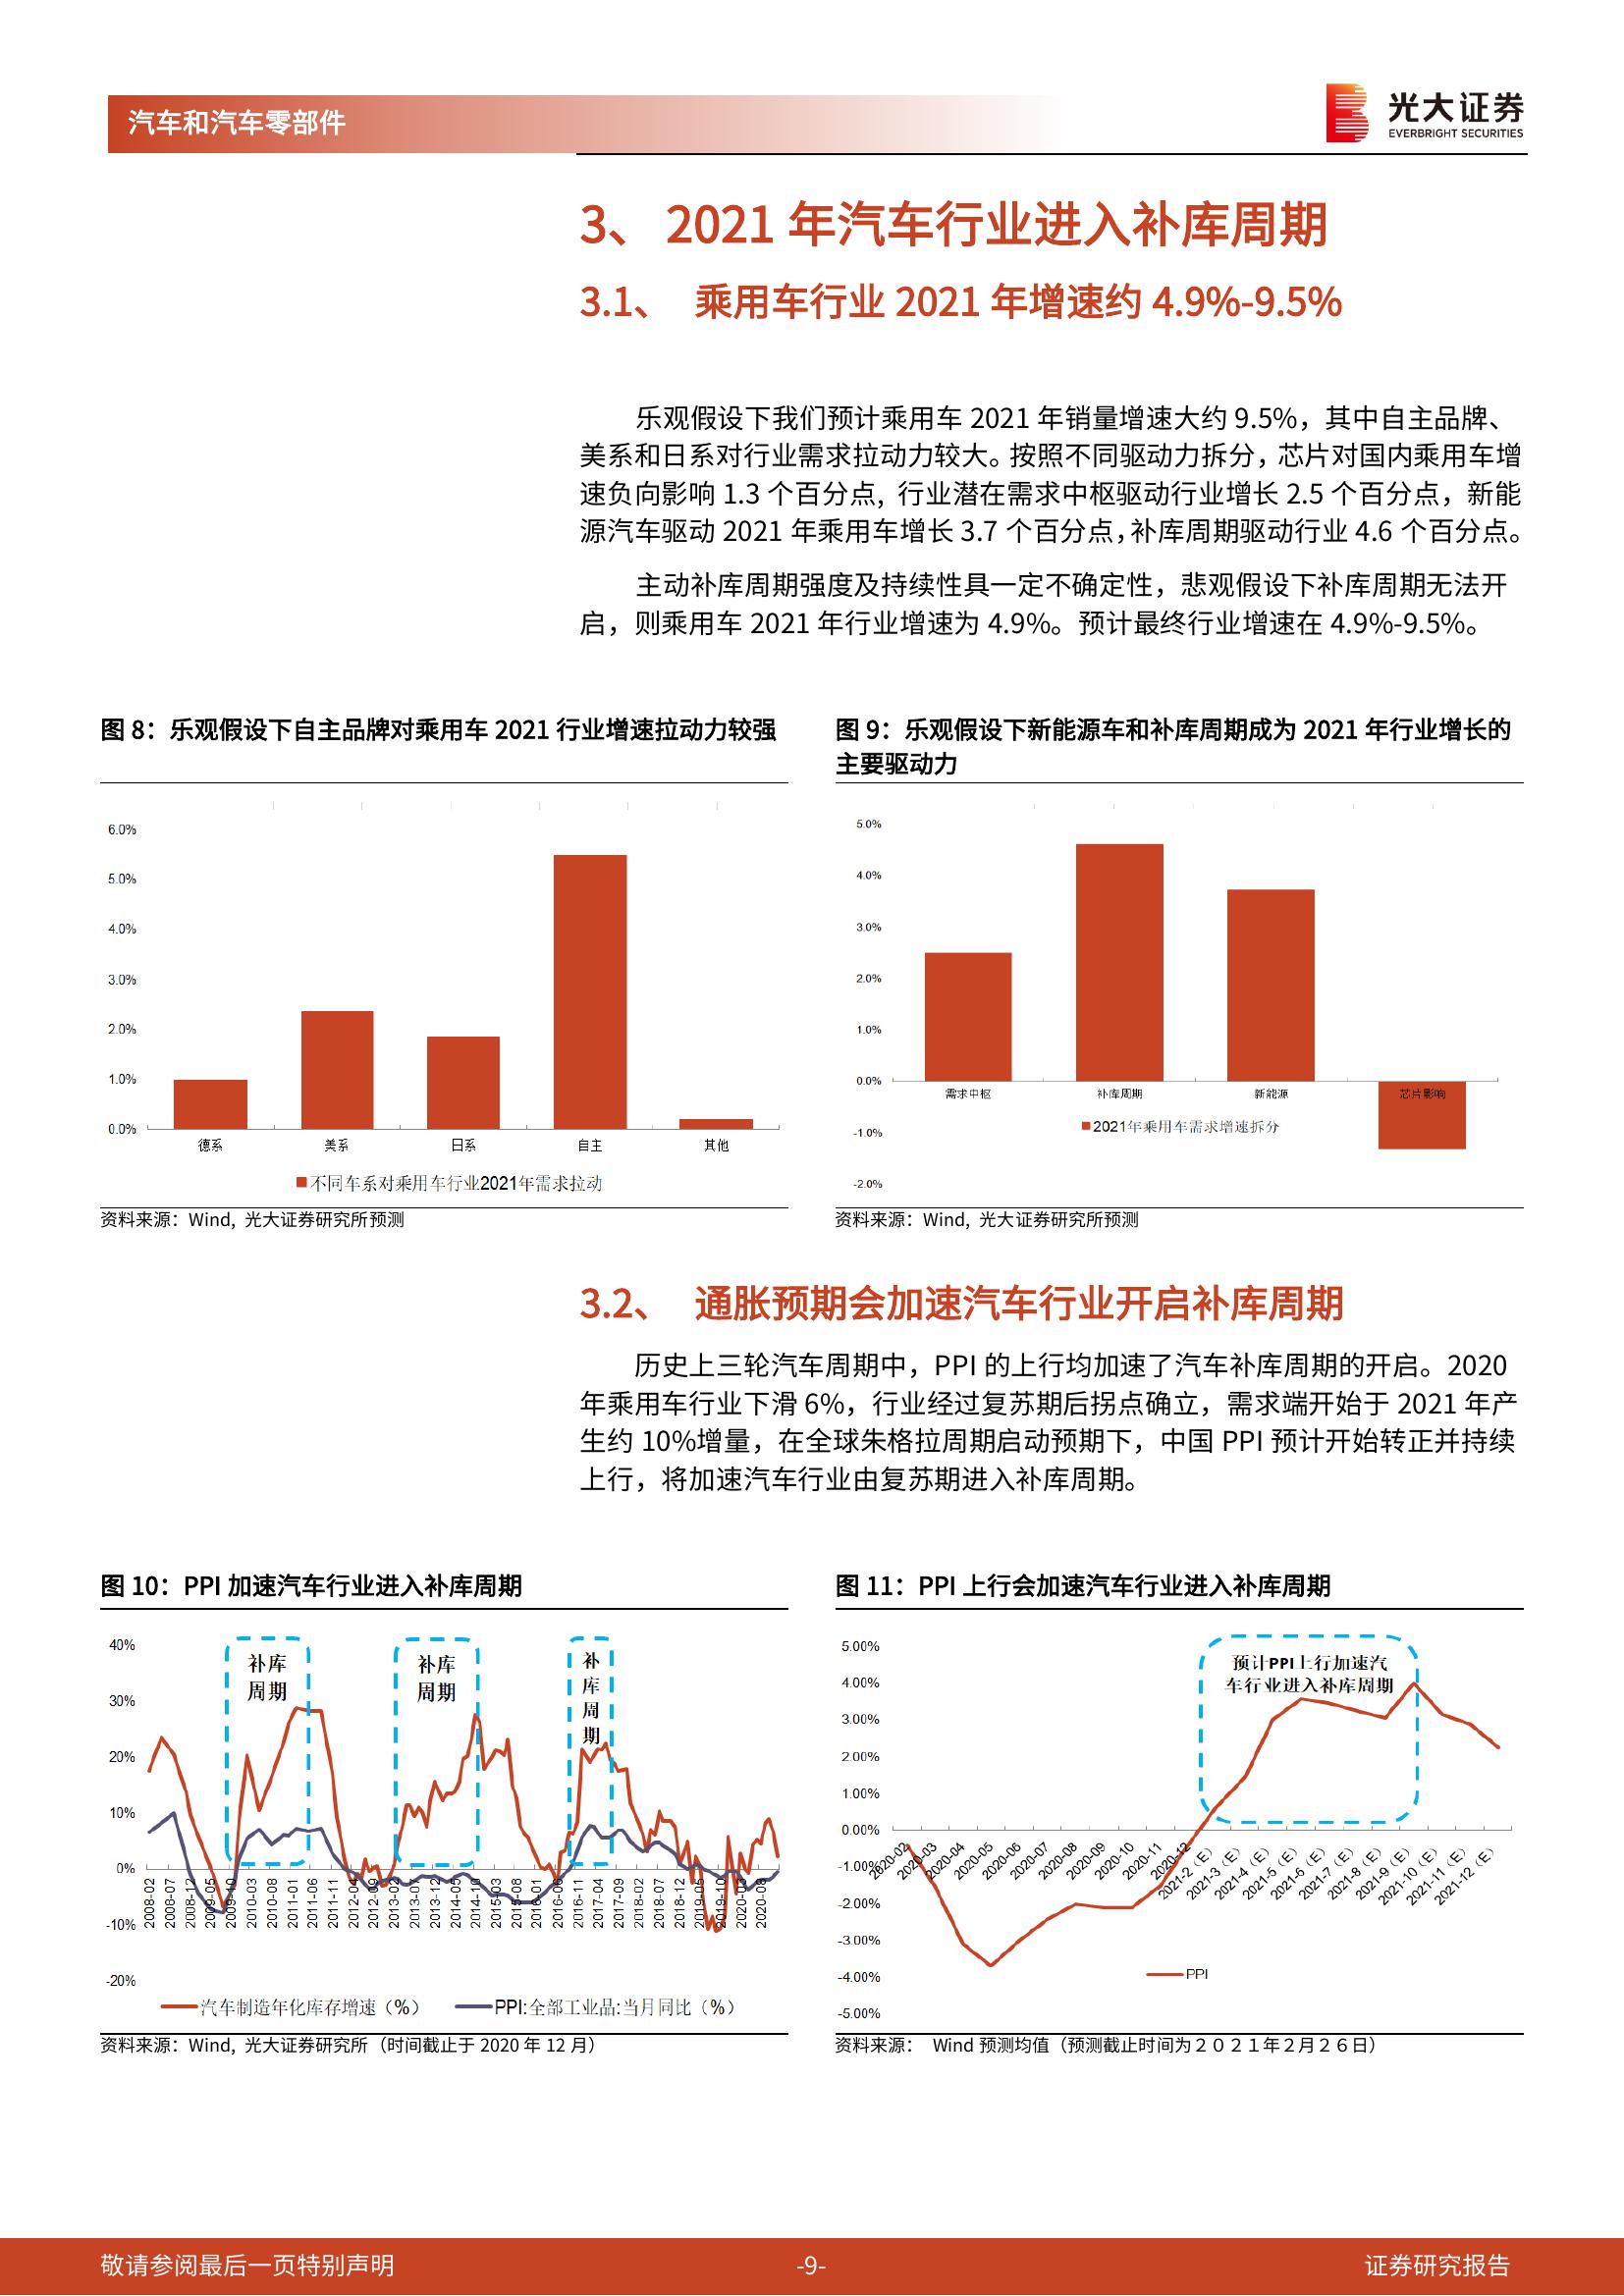 汽车和汽车零部件
光大证券
EVERBRIGHT SECURITIES
3、 2021 年汽车行业进入补库周期
3.1、 乘用车行业 2021 年增速约 4.9%-9.5%
乐观假设下我们预计乘用车 2021 年销量增速大约 9.5%，其中自主品牌、
美系和日系对行业需求拉动力较大。按照不同驱动力拆分，芯片对国内乘用车增
速负向影响 1.3 个百分点, 行业潜在需求中枢驱动行业增长 2.5 个百分点，新能
源汽车驱动 2021 年乘用车增长 3.7 个百分点，补库周期驱动行业 4.6 个百分点。
主动补库周期强度及持续性具一定不确定性，悲观假设下补库周期无法开
启，则乘用车 2021 年行业增速为 4.9%。预计最终行业增速在 4.9%-9.5%。
图 8：乐观假设下自主品牌对乘用车 2021 行业增速拉动力较强
6.0%
5.0%
4.0%
3.0%
2.0%
1.0%
0.0%
德系 美系 日系 自主 其他
不同车系对乘用车行业2021年需求拉动
资料来源：Wind, 光大证券研究所预测
图 9：乐观假设下新能源车和补库周期成为 2021 年行业增长的
主要驱动力
5.0%
4.0%
3.0%
2.0%
1.0%
0.0%
需求中枢 补库周期 新能源 芯片影响
2021年乘用车需求增速拆分
-1.0%
-2.0%
资料来源：Wind, 光大证券研究所预测
3.2、 通胀预期会加速汽车行业开启补库周期
历史上三轮汽车周期中，PPI 的上行均加速了汽车补库周期的开启。2020
年乘用车行业下滑 6%，行业经过复苏期后拐点确立，需求端开始于 2021 年产
生约 10%增量，在全球朱格拉周期启动预期下，中国 PPI 预计开始转正并持续
上行，将加速汽车行业由复苏期进入补库周期。
图 10：PPI 加速汽车行业进入补库周期
40%
30%
20%
10%
0%
-10%
-20%
补库
周期
补库
周期
补
库
周
期
2008-02 2008-07 2008-12 2009-05 2009-10 2010-03 2010-08 2011-01 2011-06 2011-11 2012-04 2012-09 2013-02 2013-07 2013-12 2014-05 2014-10 2015-03 2015-08 2016-01 2016-06 2016-11 2017-04 2017-09 2018-02 2018-07 2018-12 2019-05 2019-10 2020-03 2020-08
汽车制造年化库存增速（%） PPI:全部工业品:当月同比（%）
资料来源：Wind, 光大证券研究所（时间截止于 2020 年 12 月）
图 11：PPI 上行会加速汽车行业进入补库周期
5.00%
4.00%
3.00%
2.00%
1.00%
0.00%
-1.00%
-2.00%
-3.00%
-4.00%
-5.00%
预计PPI上行加速汽
车行业进入补库周期
2020-02 2020-03 2020-04 2020-05 2020-06 2020-07 2020-08 2020-09 2020-10 2020-11 2020-12 2021-2（E） 2021-3（E） 2021-4（E） 2021-5（E） 2021-6（E） 2021-7（E） 2021-8（E） 2021-9（E） 2021-10（E） 2021-11（E） 2021-12（E）
PPI
资料来源： Wind 预测均值（预测截止时间为２０２１年２月２６日）
敬请参阅最后一页特别声明
-9-
证券研究报告